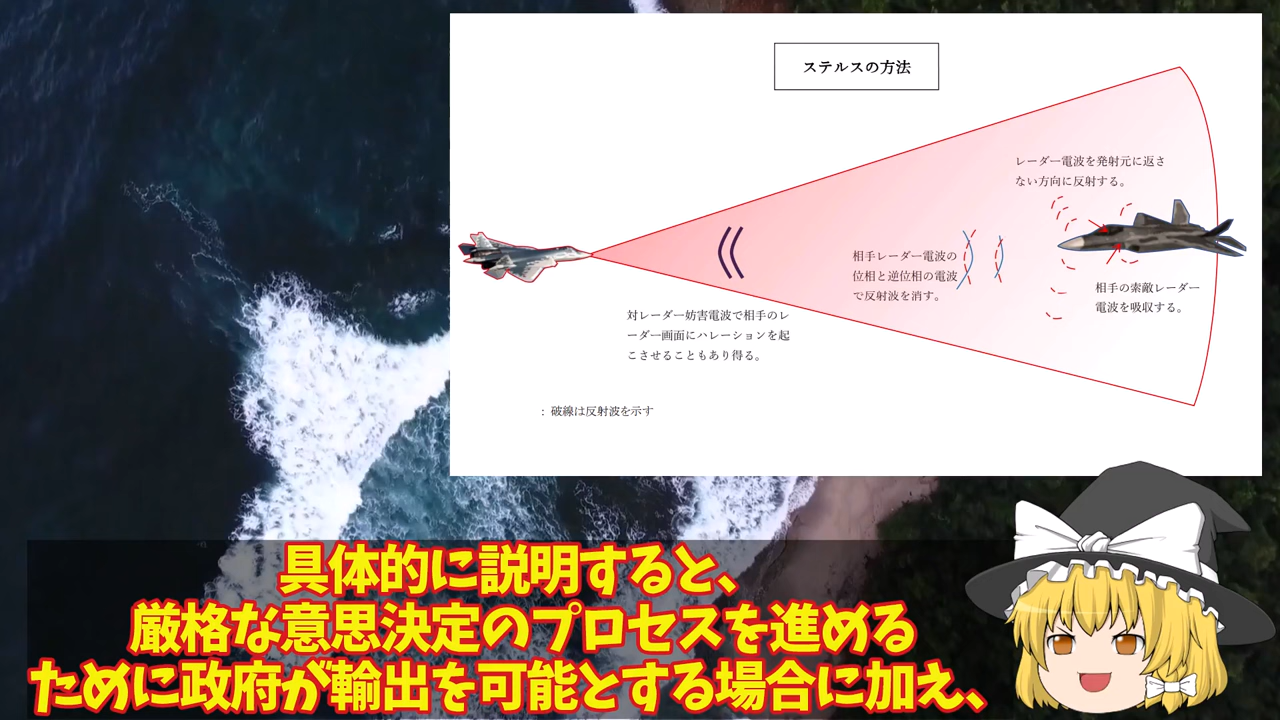 ステルスの方法
レーダー電波を発射元に返さ
ない方向に反射する。
相手レーダー電波の
位相と逆位相の電波
で反射波を消す。
相手の索敵レーダー
電波を吸収する。
対レーダー妨害電波で相手のレ
ーダー画面にハレーションを起
こさせることもあり得る。
：破線は反射波を示す
具体的に説明すると、
厳格な意思決定のプロセスを進める
ために政府が輸出を可能とする場合に加え、